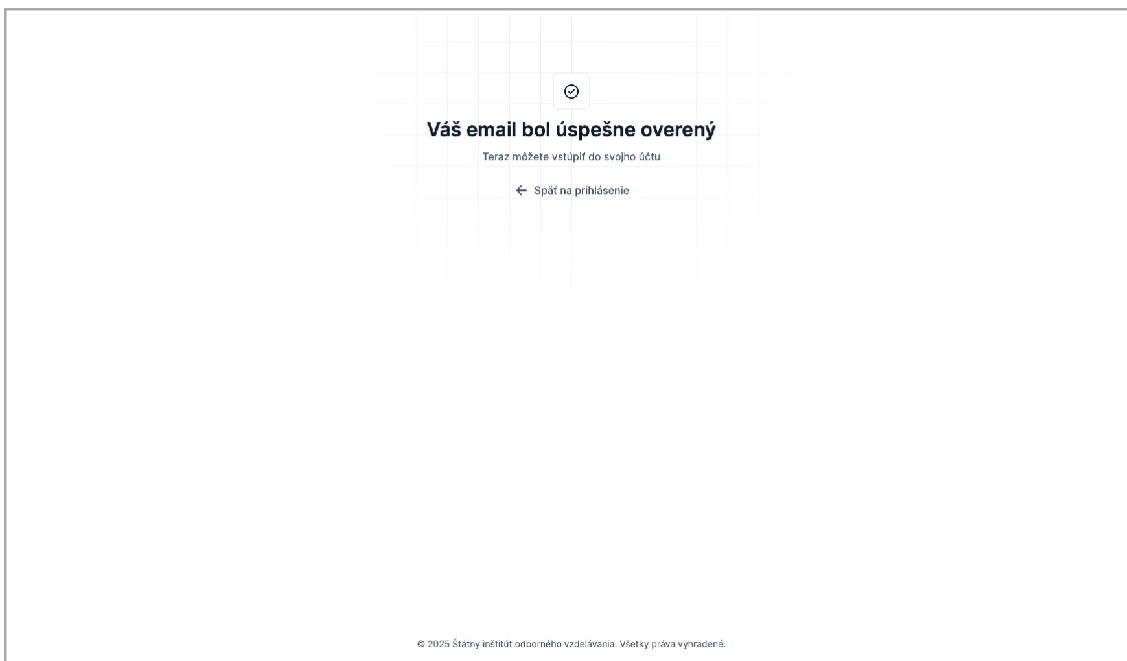 Váš email bol úspešne overený
Teraz môžete vstúpiť do svojho účtu
Späť na prihlásenie
© 2025 Štátny inštitút odborného vzdelávania. Všetky práva vyhradené.